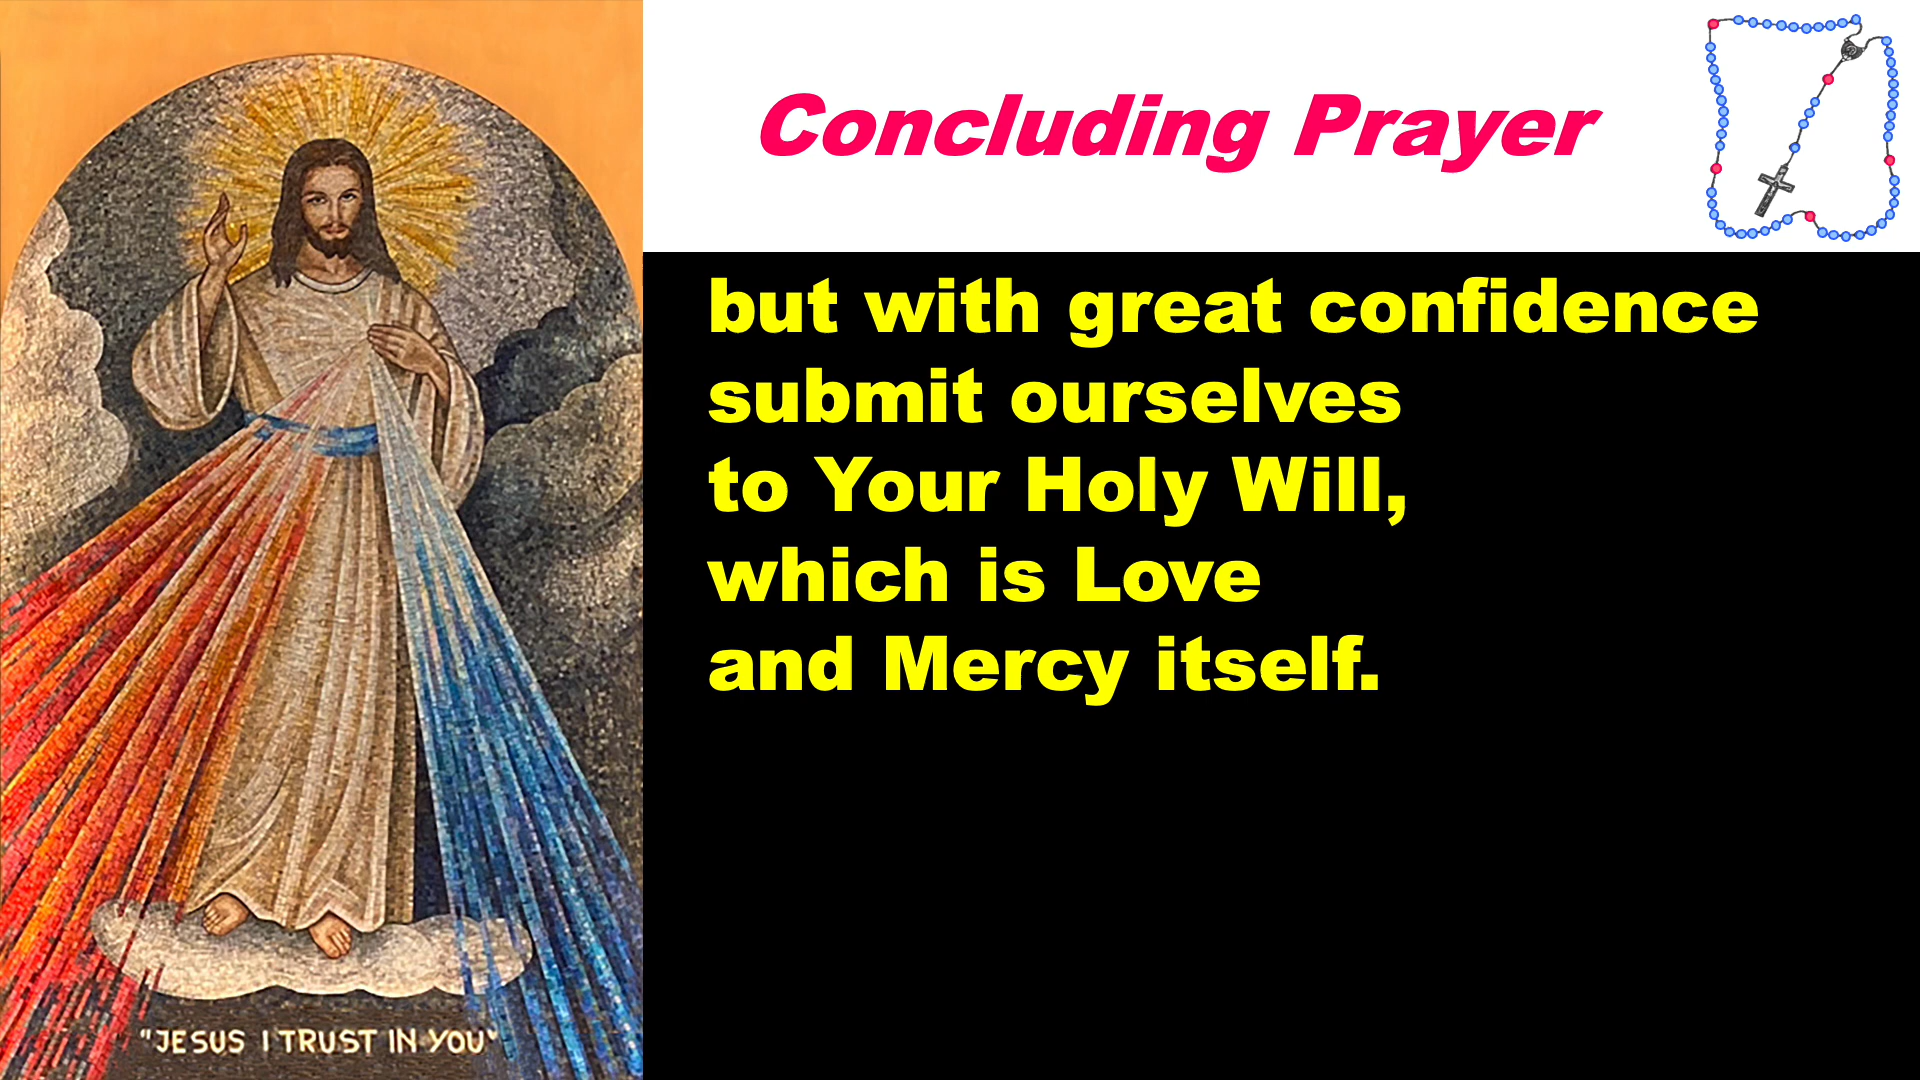 Concluding Prayer
but with great confidence
submit ourselves
to Your Holy Will,
which is Love
and Mercy itself.
"JESUS I TRUST IN YOU"